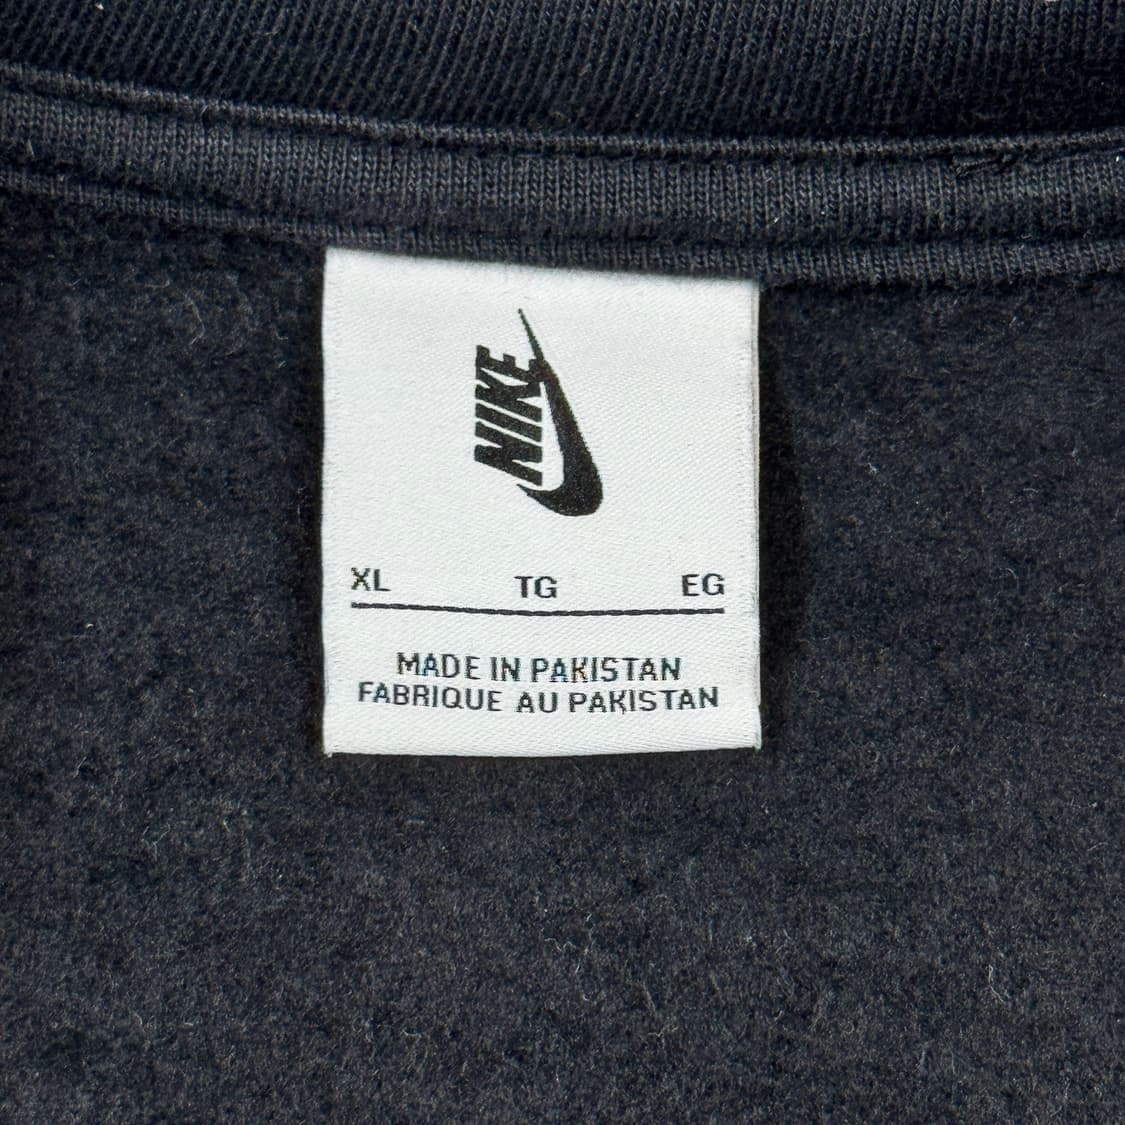 NIKE
XL TG EG
MADE IN PAKISTAN
FABRIQUE AU PAKISTAN